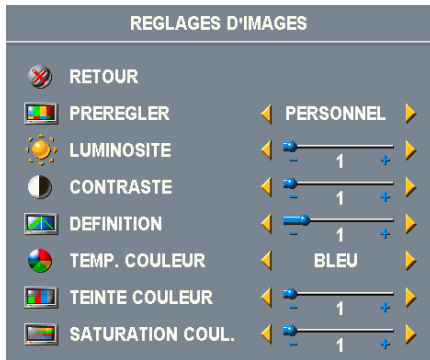 REGLAGES D'IMAGES
RETOUR
PREREGLER PERSONNEL
LUMINOSITE - 1 +
CONTRASTE - 1 +
DEFINITION - 1 +
TEMP. COULEUR BLEU
TEINTE COULEUR - 1 +
SATURATION COUL. - 1 +